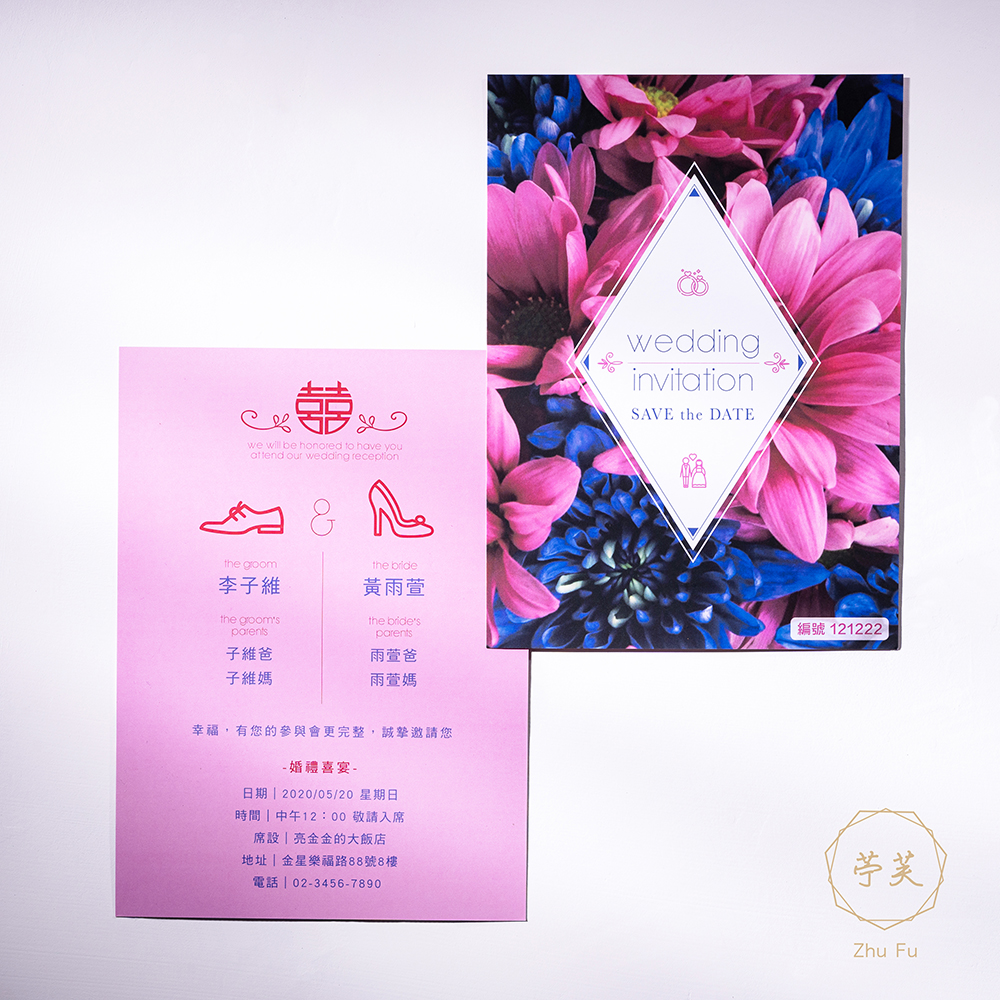 囍
we will be honored to have you
attend our wedding reception
&
the groom
李子維
the groom's
parents
子維爸
子維媽
the bride
黃雨萱
the bride's
parents
雨萱爸
雨萱媽
幸福，有您的參與會更完整，誠摯邀請您
-婚禮喜宴-
日期｜2020/05/20 星期日
時間｜中午12：00 敬請入席
席設｜亮金金的大飯店
地址｜金星樂福路88號8樓
電話｜02-3456-7890
wedding
invitation
SAVE the DATE
編號 121222
苧芙
Zhu Fu